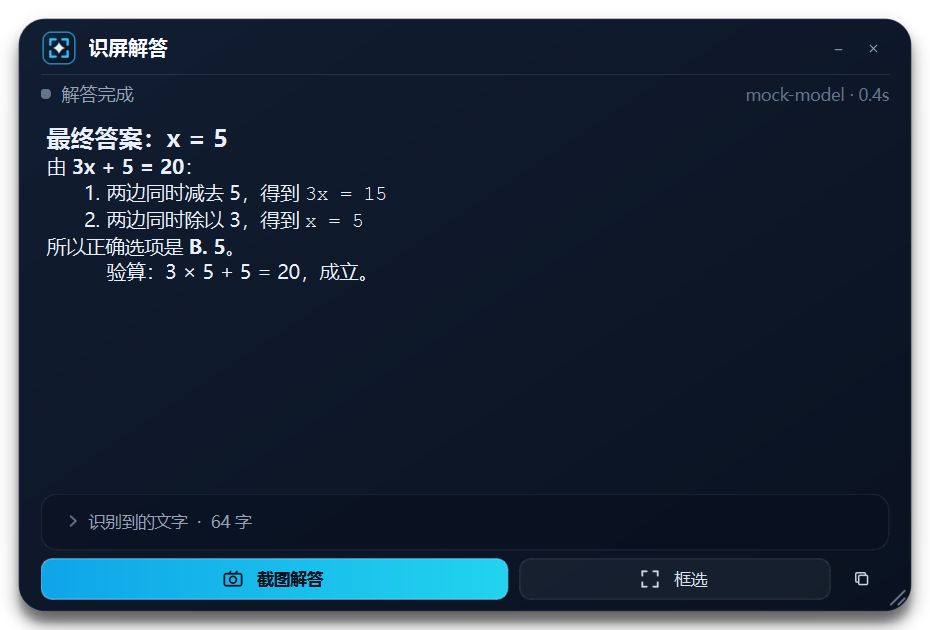 识屏解答
解答完成
mock-model · 0.4s
最终答案：x = 5
由 3x + 5 = 20：
1. 两边同时减去 5，得到 3x = 15
2. 两边同时除以 3，得到 x = 5
所以正确选项是 B. 5。
验算：3 × 5 + 5 = 20，成立。
识别到的文字 · 64 字
截图解答
框选